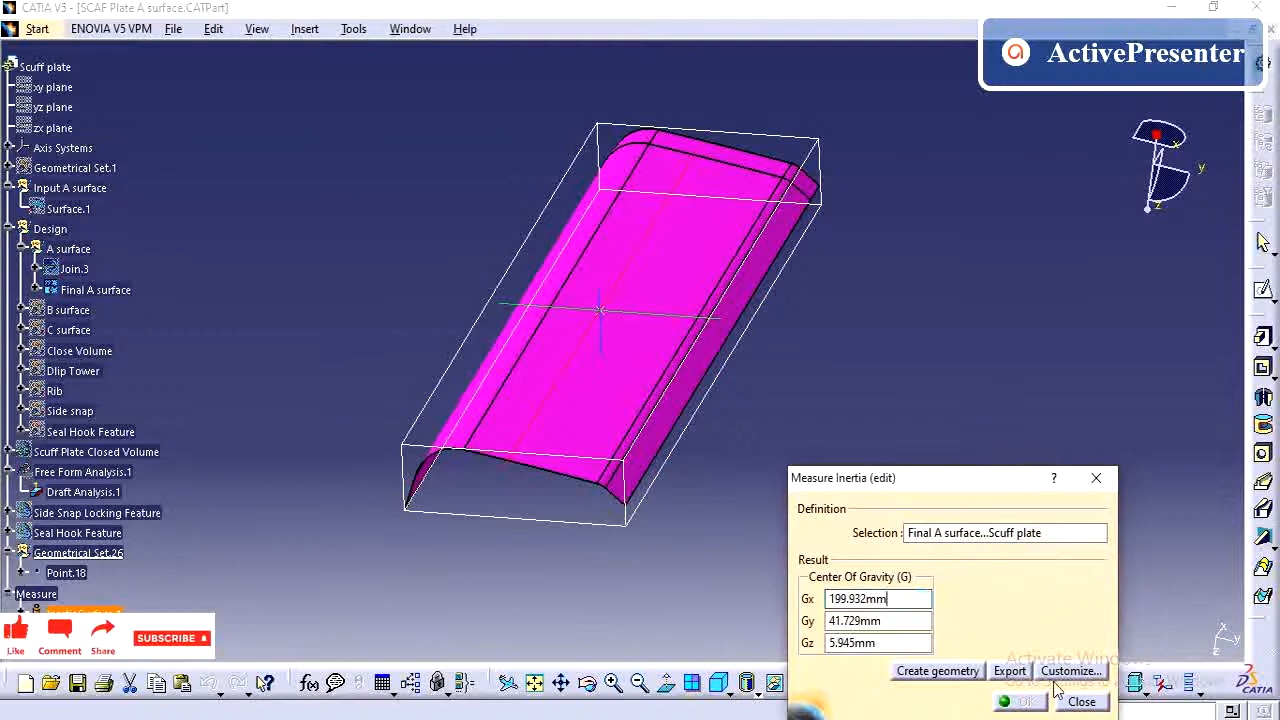 CATIA V5 - [SCAF Plate A surface.CATPart]
Start ENOVIA V5 VPM File Edit View Insert Tools Window Help
ActivePresenter
Scuff plate
xy plane
yz plane
zx plane
Axis Systems
Geometrical Set.1
Input A surface
Surface.1
Design
A surface
Join.3
Final A surface
B surface
C surface
Close Volume
Dlip Tower
Rib
Side snap
Seal Hook Feature
Scuff Plate Closed Volume
Free Form Analysis.1
Draft Analysis.1
Side Snap Locking Feature
Seal Hook Feature
Geometrical Set.26
Point.18
Measure
y
z
Measure Inertia (edit) ?
Definition
Selection : Final A surface...Scuff plate
Result
Center Of Gravity (G)
Gx 199.932mm
Gy 41.729mm
Gz 5.945mm
Create geometry Export Customize...
OK Close
Like Comment Share SUBSCRIBE
Activate Windows
x
y
z
f(x)
CATIA